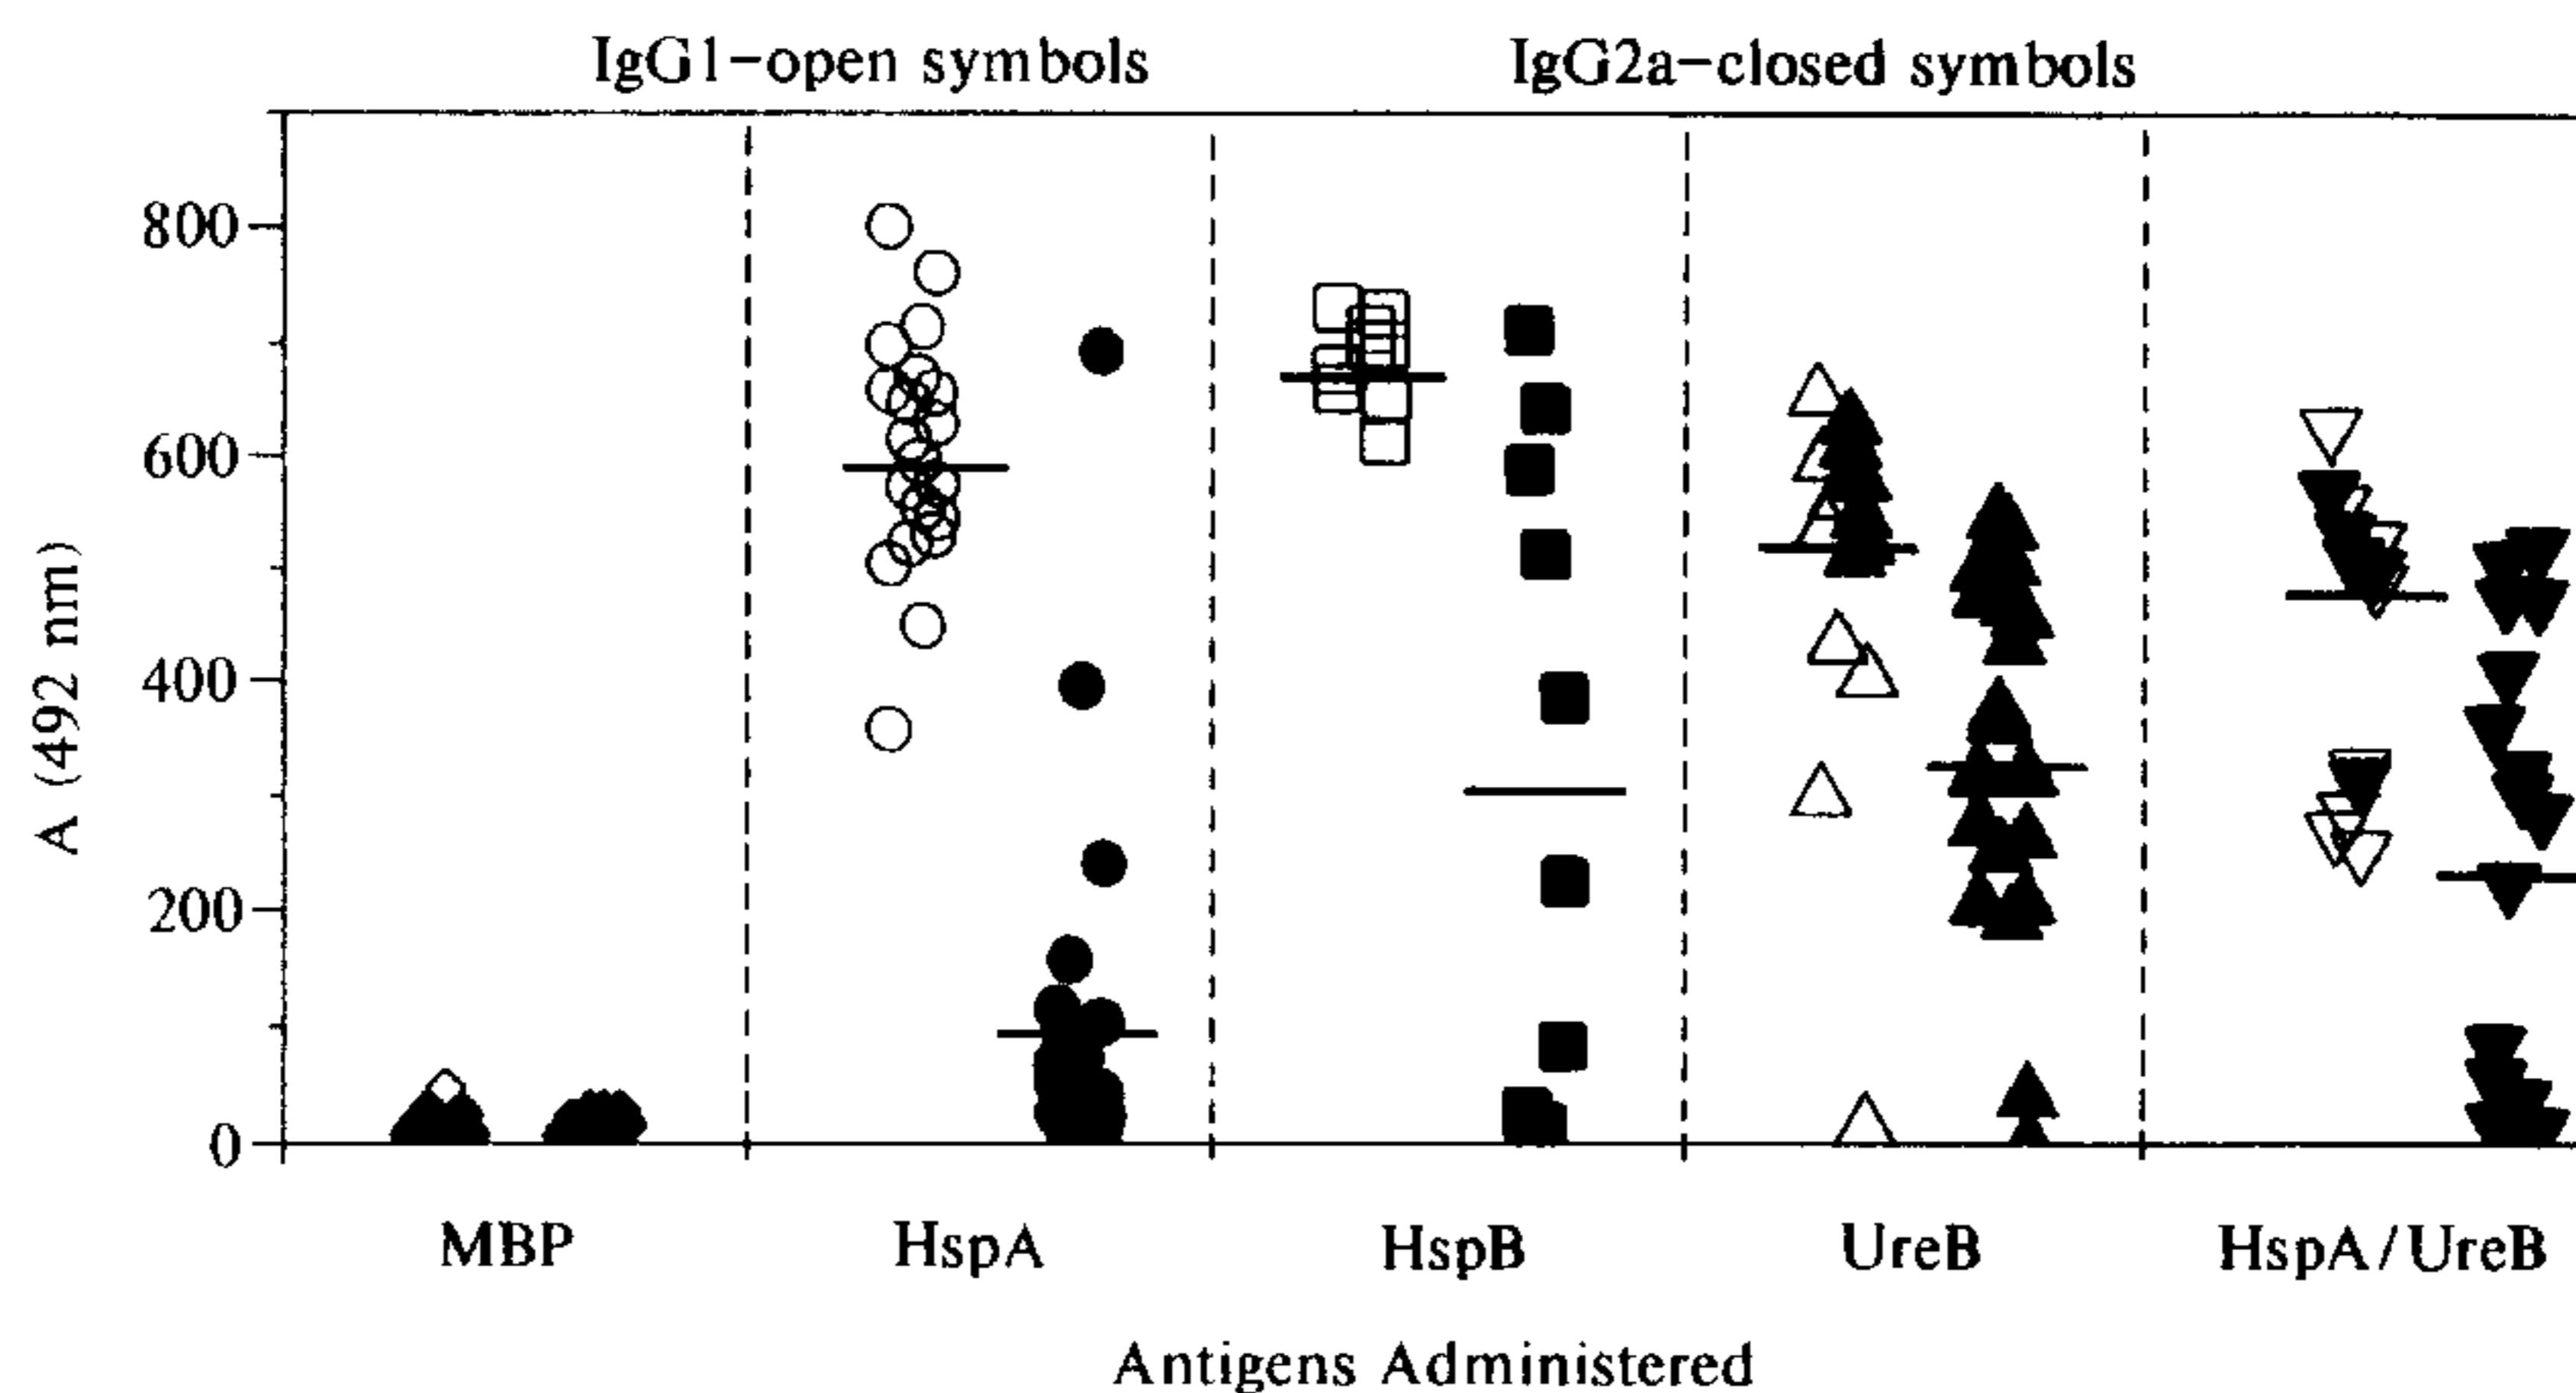 IgG1-open symbols IgG2a-closed symbols
800
600
400
200
0
A (492 nm)
MBP HspA HspB UreB HspA/UreB
Antigens Administered